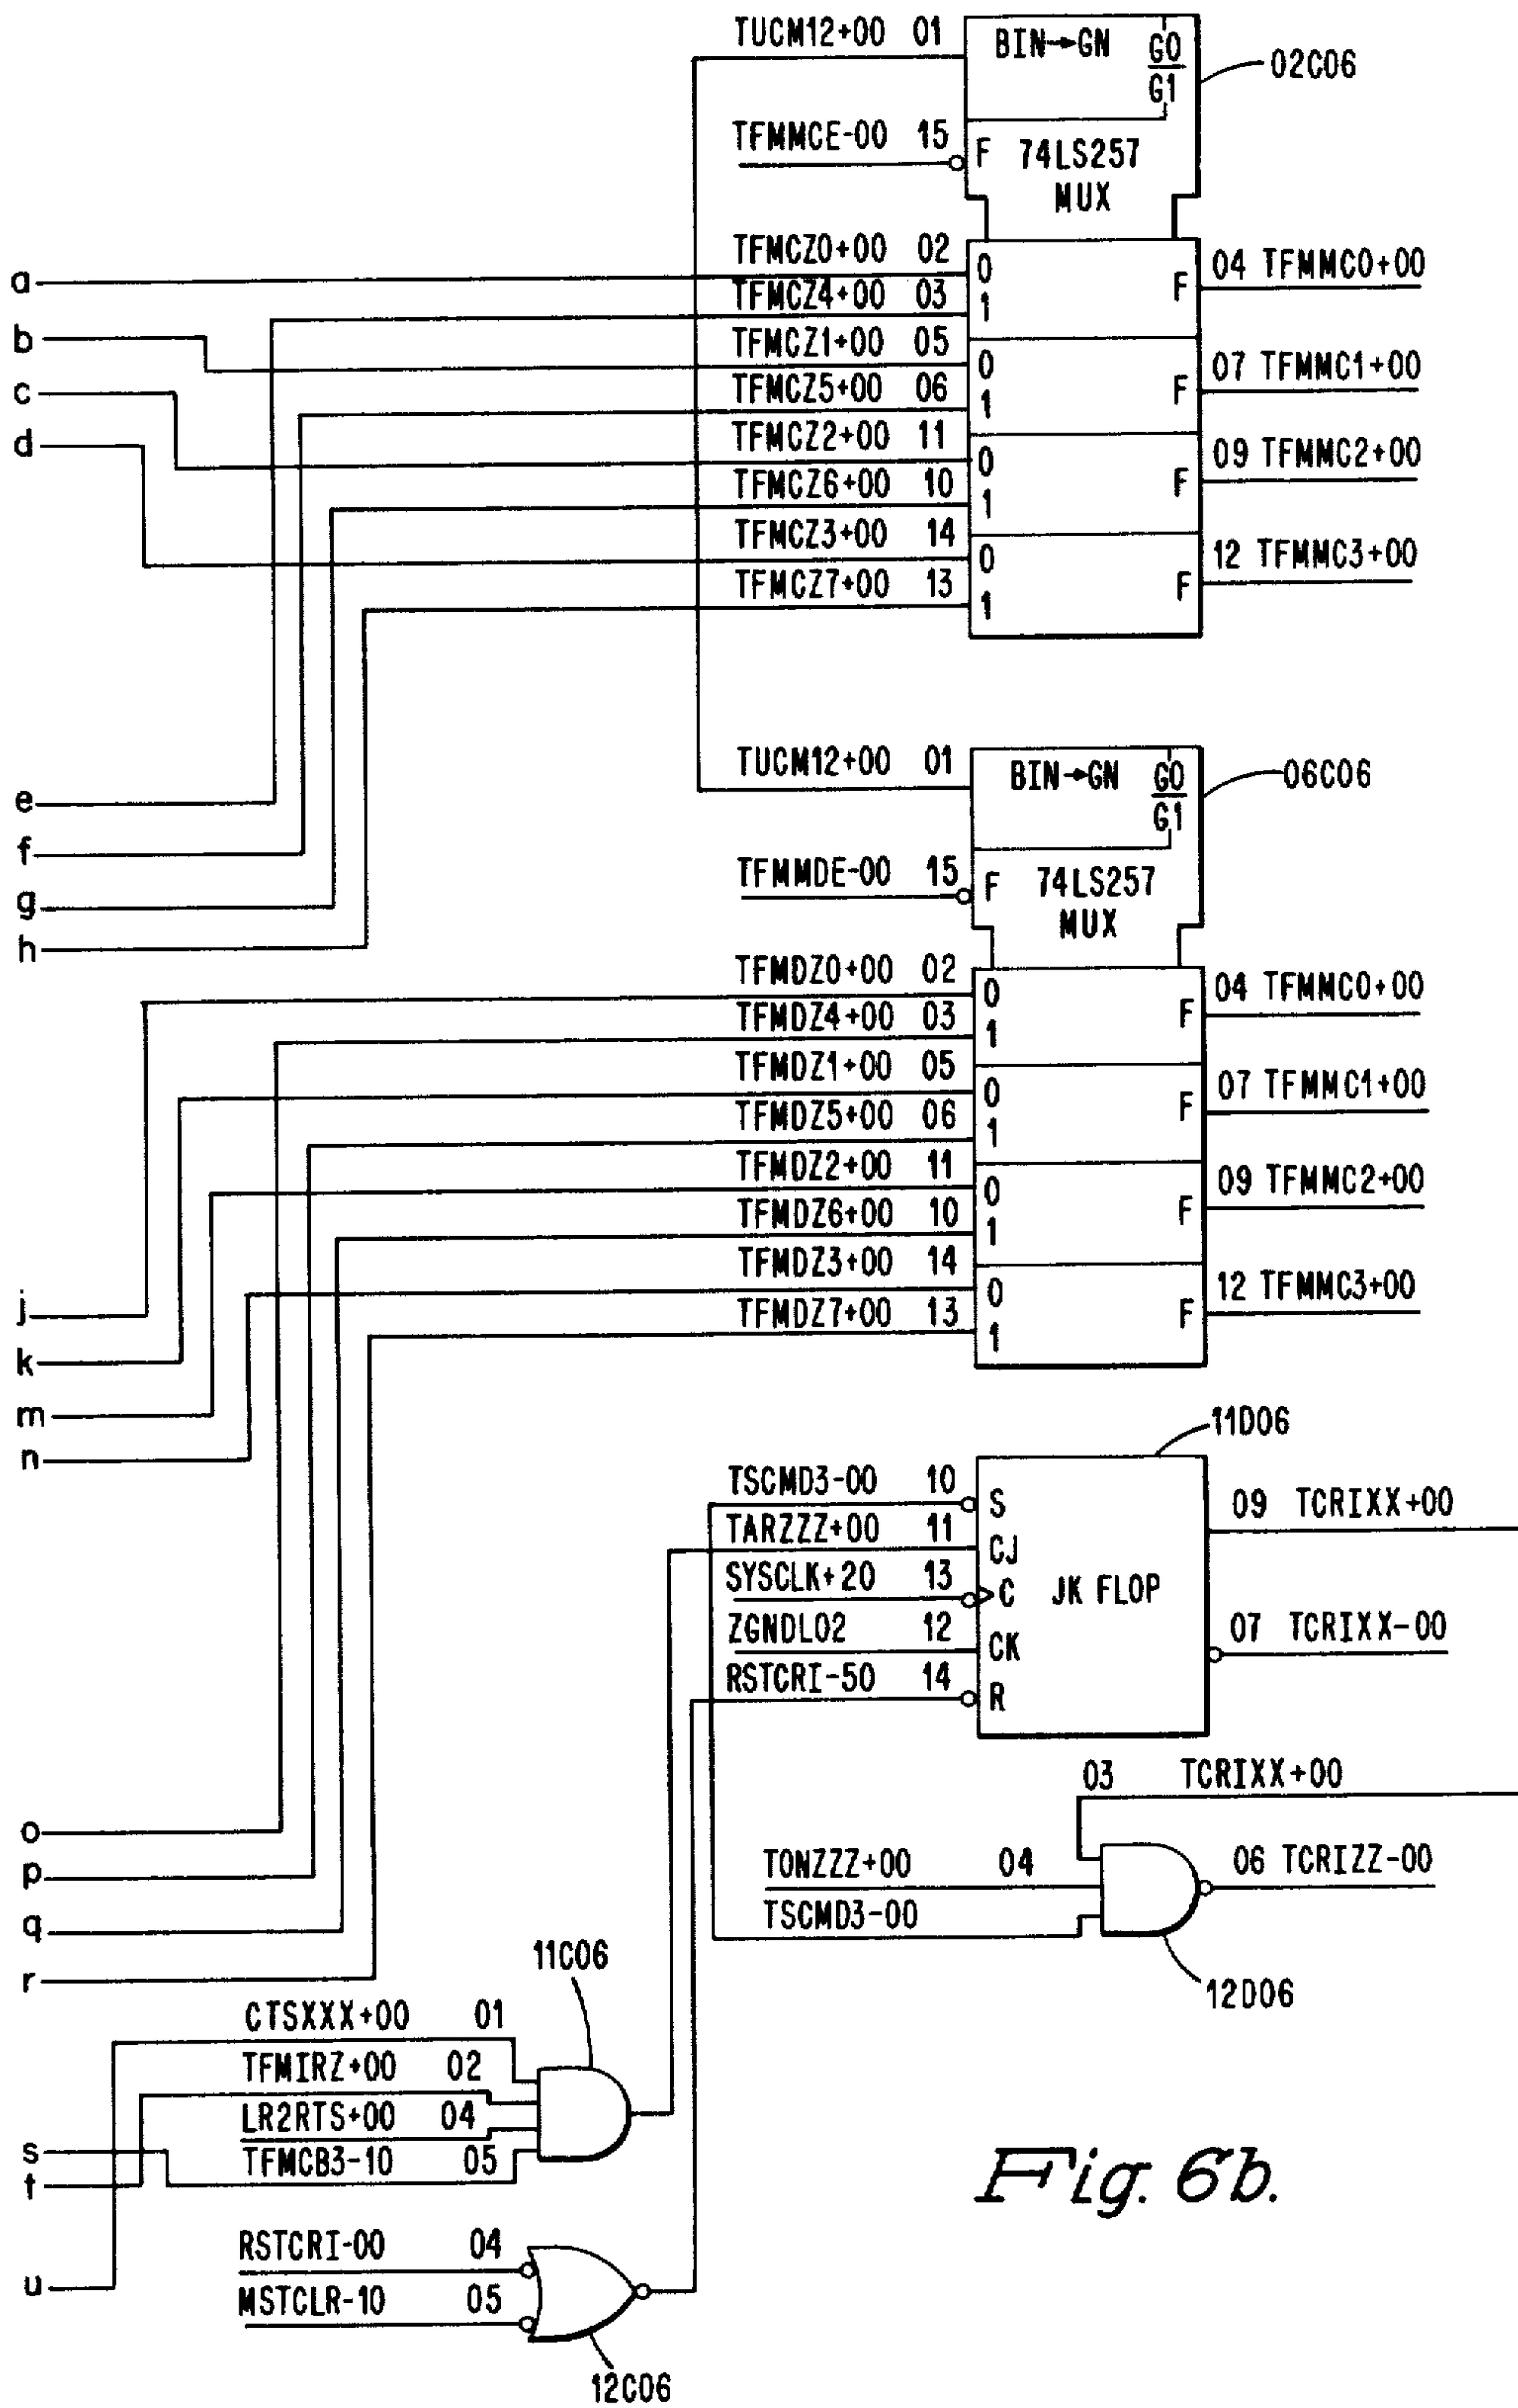 TUCM12+00 01
BIN→GN G0
G1
02C06
TFMMCE-00 15 F 74LS257
MUX
a TFMCZ0+00 02 0 F 04 TFMMC0+00
TFMCZ4+00 03 1
b TFMCZ1+00 05 0 F 07 TFMMC1+00
c TFMCZ5+00 06 1
d TFMCZ2+00 11 0 F 09 TFMMC2+00
TFMCZ6+00 10 1
TFMCZ3+00 14 0 F 12 TFMMC3+00
TFMCZ7+00 13 1
TUCM12+00 01
BIN→GN G0
G1
06C06
e
f TFMMDE-00 15 F 74LS257
g MUX
h
TFMDZ0+00 02 0 F 04 TFMMC0+00
TFMDZ4+00 03 1
TFMDZ1+00 05 0 F 07 TFMMC1+00
TFMDZ5+00 06 1
TFMDZ2+00 11 0 F 09 TFMMC2+00
TFMDZ6+00 10 1
TFMDZ3+00 14 0 F 12 TFMMC3+00
j TFMDZ7+00 13 1
k
m
n
11D06
TSCMD3-00 10 S 09 TCRIXX+00
TARZZZ+00 11 CJ
SYSCLK+20 13 C JK FLOP
ZGNDL02 12 CK 07 TCRIXX-00
RSTCRI-50 14 R
03 TCRIXX+00
o
p TONZZZ+00 04 06 TCRIZZ-00
q TSCMD3-00
r 11C06 12D06
CTSXXX+00 01
TFMIRZ+00 02
LR2RTS+00 04
s TFMCB3-10 05
t
Fig. 6b.
RSTCRI-00 04
u MSTCLR-10 05
12C06